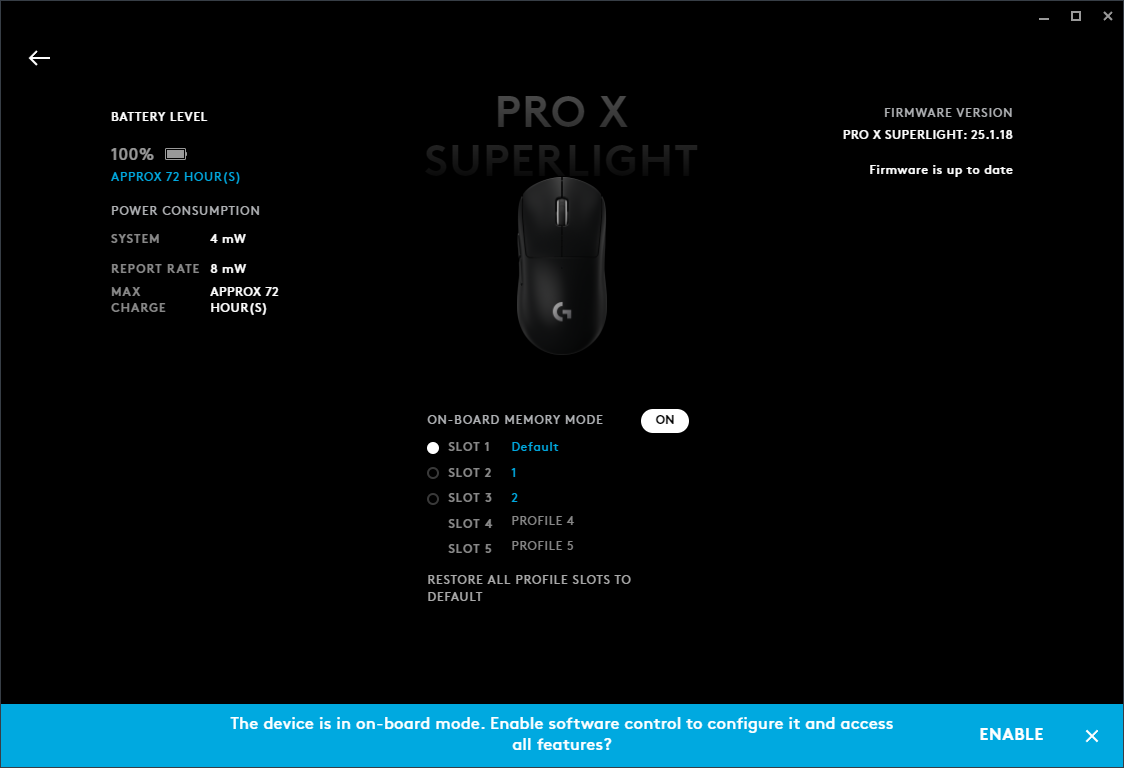 PRO X
SUPERLIGHT
BATTERY LEVEL
100%
APPROX 72 HOUR(S)
POWER CONSUMPTION
SYSTEM 4 mW
REPORT RATE 8 mW
MAX CHARGE APPROX 72 HOUR(S)
FIRMWARE VERSION
PRO X SUPERLIGHT: 25.1.18
Firmware is up to date
ON-BOARD MEMORY MODE ON
SLOT 1 Default
SLOT 2 1
SLOT 3 2
SLOT 4 PROFILE 4
SLOT 5 PROFILE 5
RESTORE ALL PROFILE SLOTS TO
DEFAULT
The device is in on-board mode. Enable software control to configure it and access
all features?
ENABLE